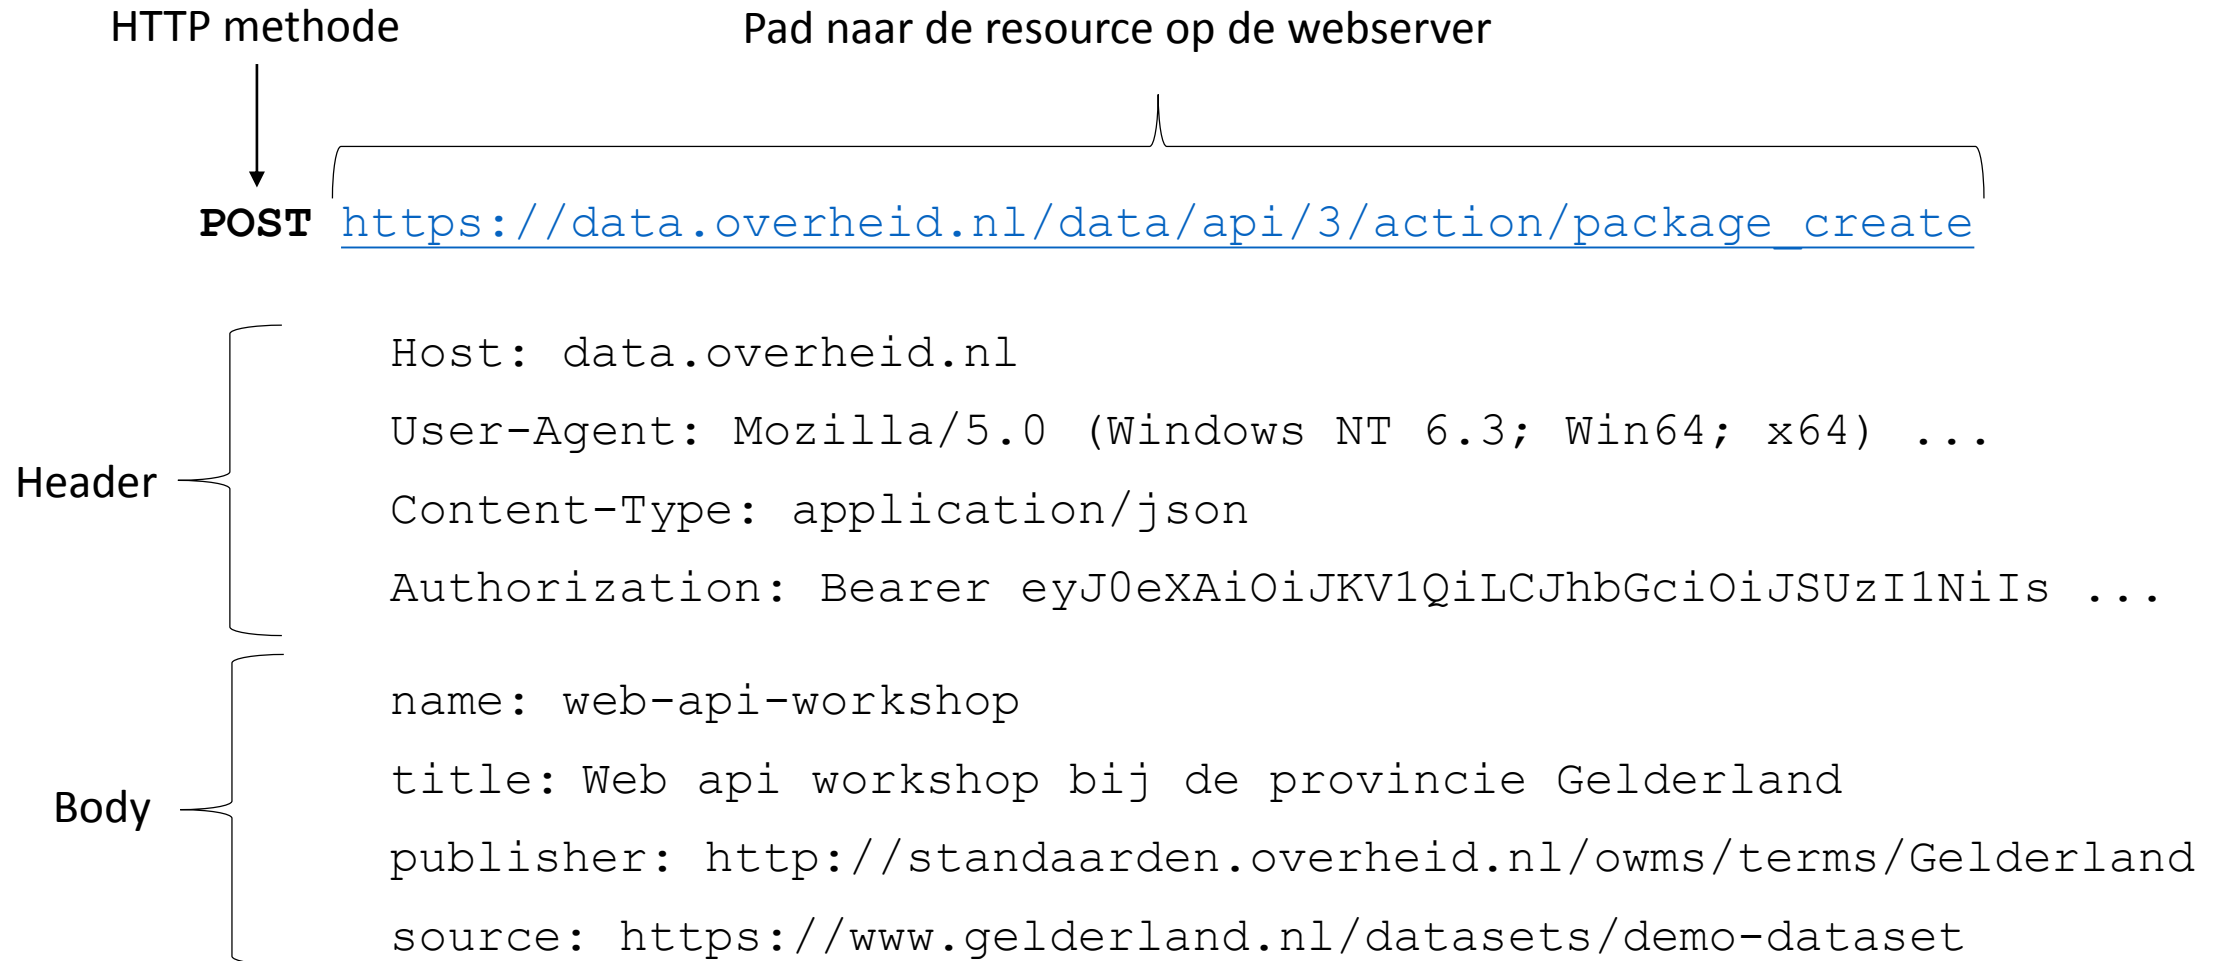 HTTP methode
Pad naar de resource op de webserver
POST https://data.overheid.nl/data/api/3/action/package_create
Header
Host: data.overheid.nl
User-Agent: Mozilla/5.0 (Windows NT 6.3; Win64; x64) ...
Content-Type: application/json
Authorization: Bearer eyJ0eXAiOiJKV1QiLCJhbGciOiJSUzI1NiIs ...
Body
name: web-api-workshop
title: Web api workshop bij de provincie Gelderland
publisher: http://standaarden.overheid.nl/owms/terms/Gelderland
source: https://www.gelderland.nl/datasets/demo-dataset